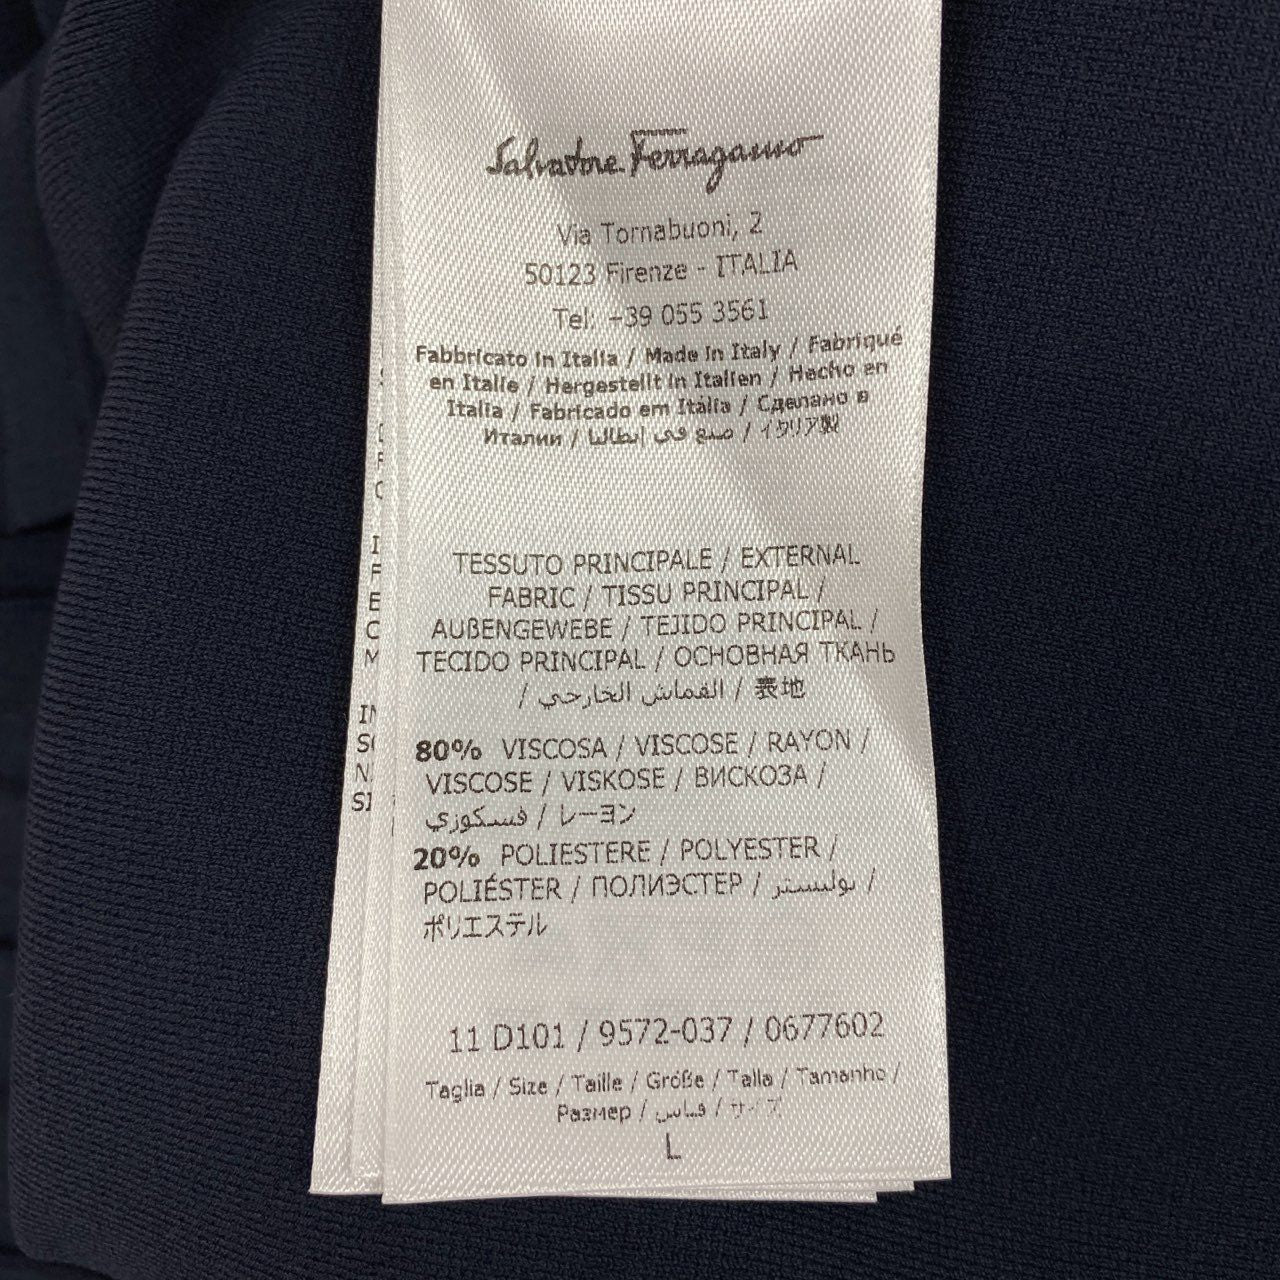 Salvatore Ferragamo
Via Tornabuoni, 2
50123 Firenze - ITALIA
Tel. +39 055 3561
Fabbricato in Italia / Made in Italy / Fabriqué
en Italie / Hergestellt in Italien / Hecho en
Italia / Fabricado em Itália / Сделано в
Италии / صنع في إيطاليا / イタリア製
TESSUTO PRINCIPALE / EXTERNAL
FABRIC / TISSU PRINCIPAL /
AUßENGEWEBE / TEJIDO PRINCIPAL /
TECIDO PRINCIPAL / ОСНОВНАЯ ТКАНЬ
/ القماش الخارجي / 表地
80% VISCOSA / VISCOSE / RAYON /
VISCOSE / VISKOSE / ВИСКОЗА /
فسكوزي / レーヨン
20% POLIESTERE / POLYESTER /
POLIÉSTER / ПОЛИЭСТЕР / بوليستر /
ポリエステル
11 D101 / 9572-037 / 0677602
Taglia / Size / Taille / Größe / Talla / Tamanho /
Размер / قياس / サイズ
L